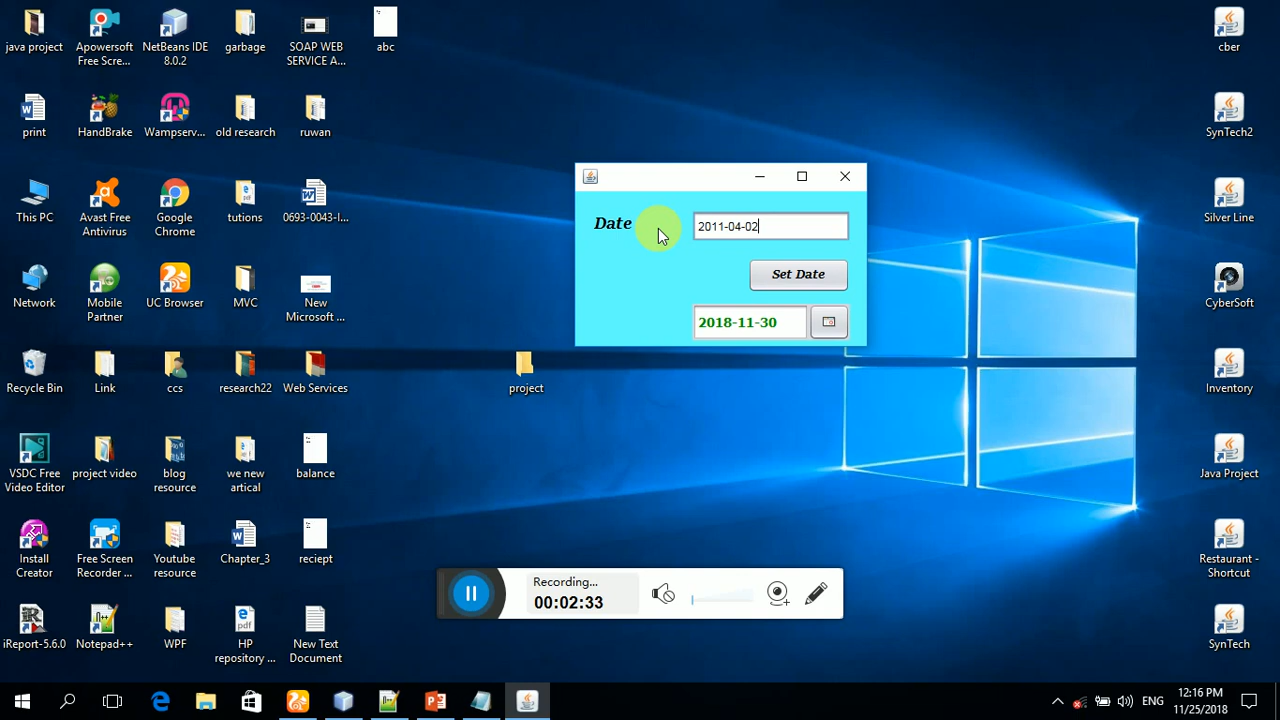 java project
Apowersoft
Free Scre...
NetBeans IDE
8.0.2
garbage
SOAP WEB
SERVICE A...
abc
cber
print
HandBrake
Wampserv...
old research
ruwan
SynTech2
This PC
Avast Free
Antivirus
Google
Chrome
tutions
0693-0043-I...
Silver Line
Date
2011-04-02
Set Date
2018-11-30
Network
Mobile
Partner
UC Browser
MVC
New
Microsoft ...
CyberSoft
Recycle Bin
Link
ccs
research22
Web Services
project
Inventory
VSDC Free
Video Editor
project video
blog
resource
we new
artical
balance
Java Project
Install
Creator
Free Screen
Recorder ...
Youtube
resource
Chapter_3
reciept
Restaurant -
Shortcut
Recording...
00:02:33
iReport-5.6.0
Notepad++
WPF
HP
repository ...
New Text
Document
SynTech
ENG
12:16 PM
11/25/2018